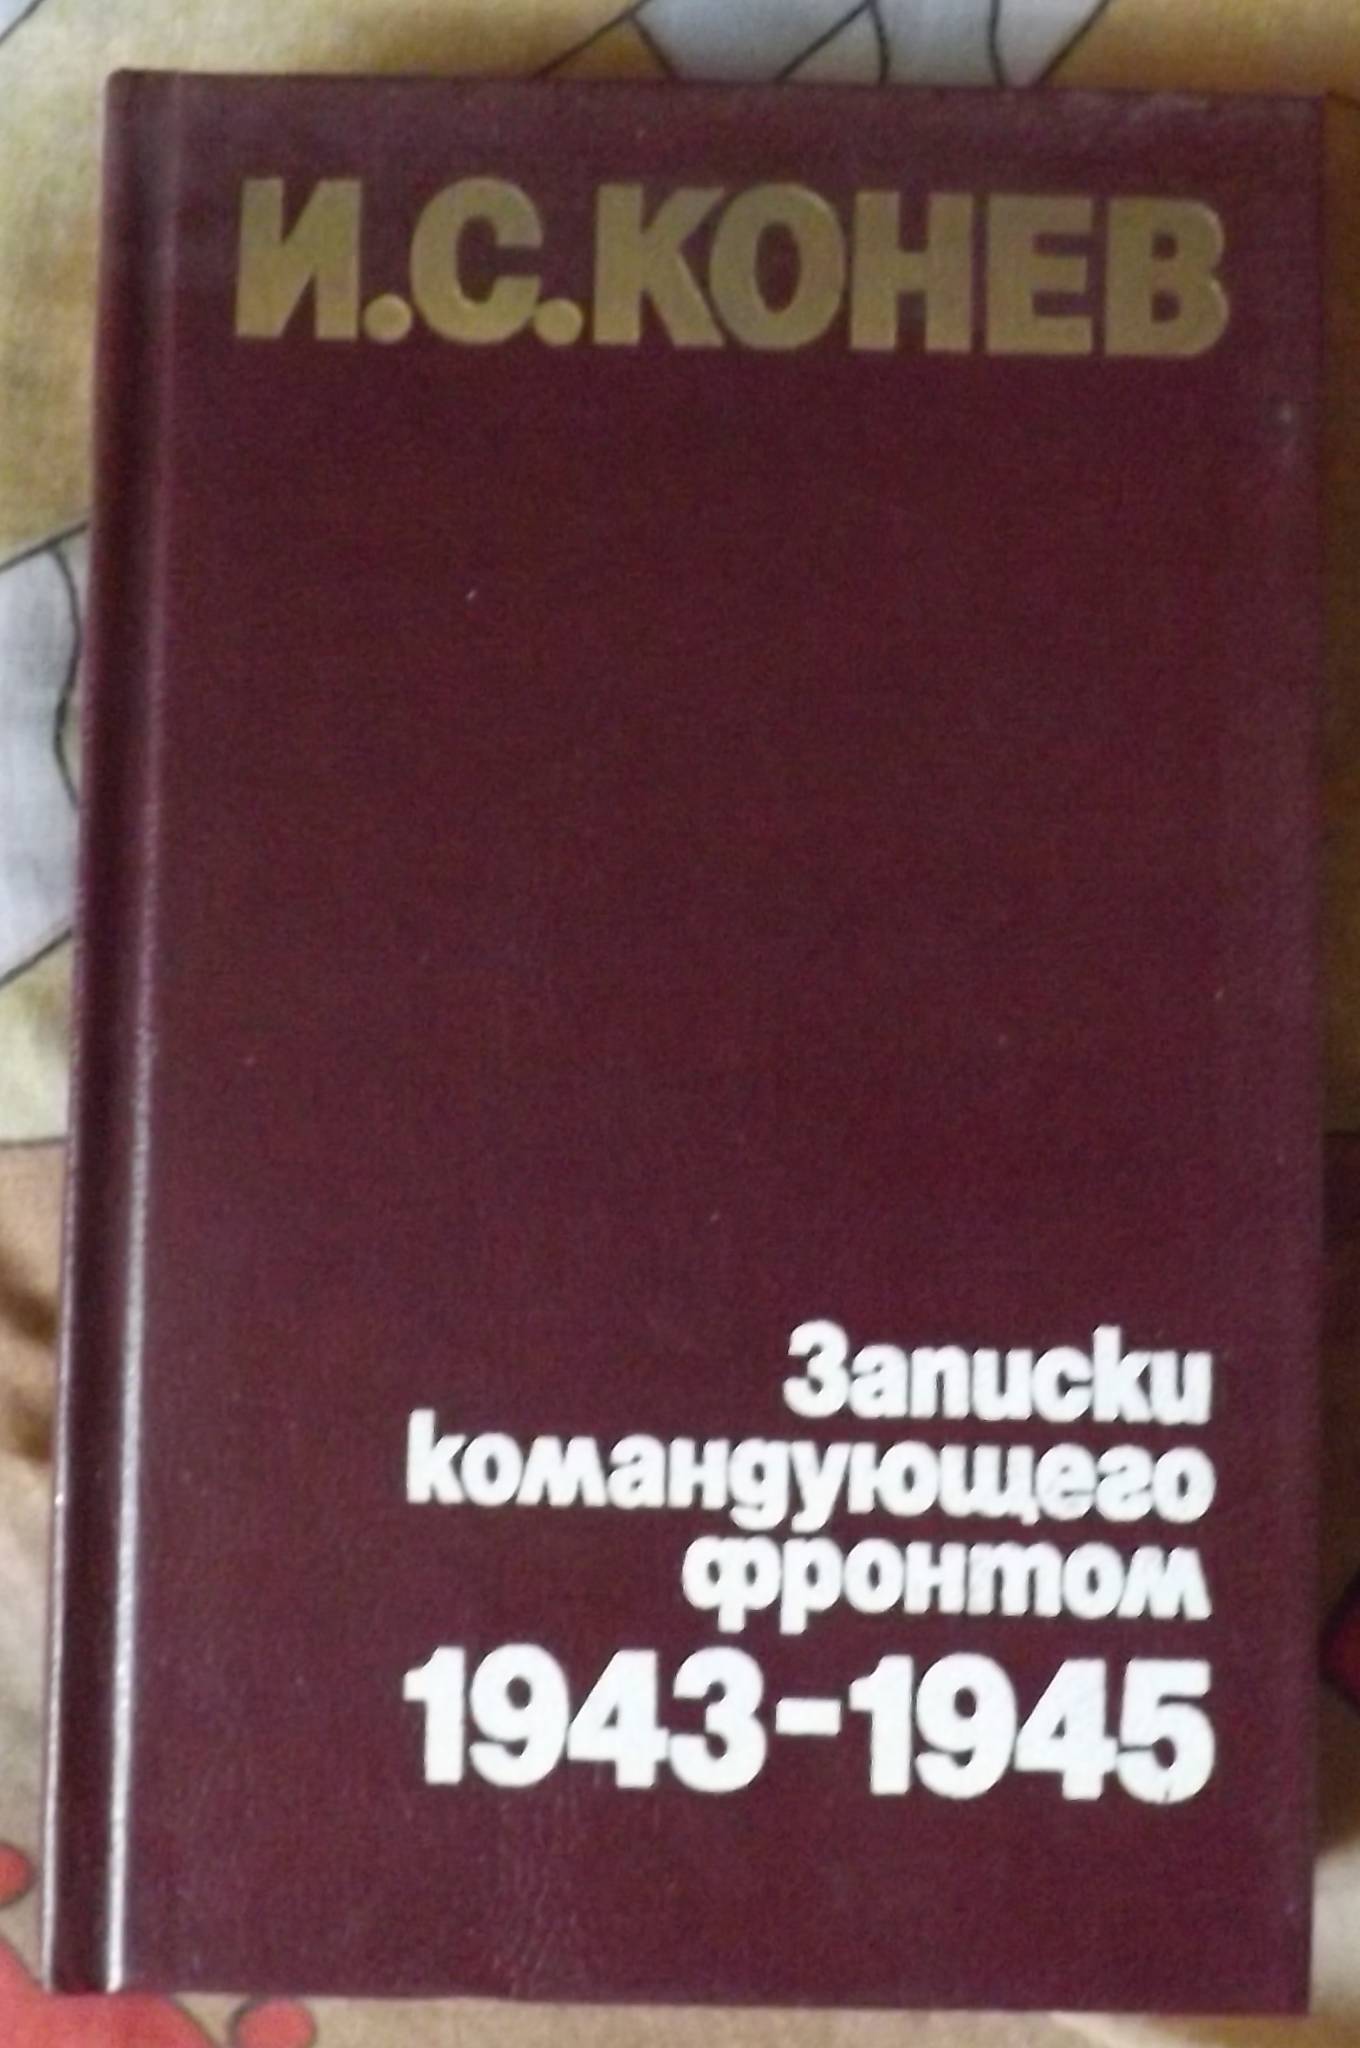 И.С.КОНЕВ
Записки
командующего
фронтом
1943-1945